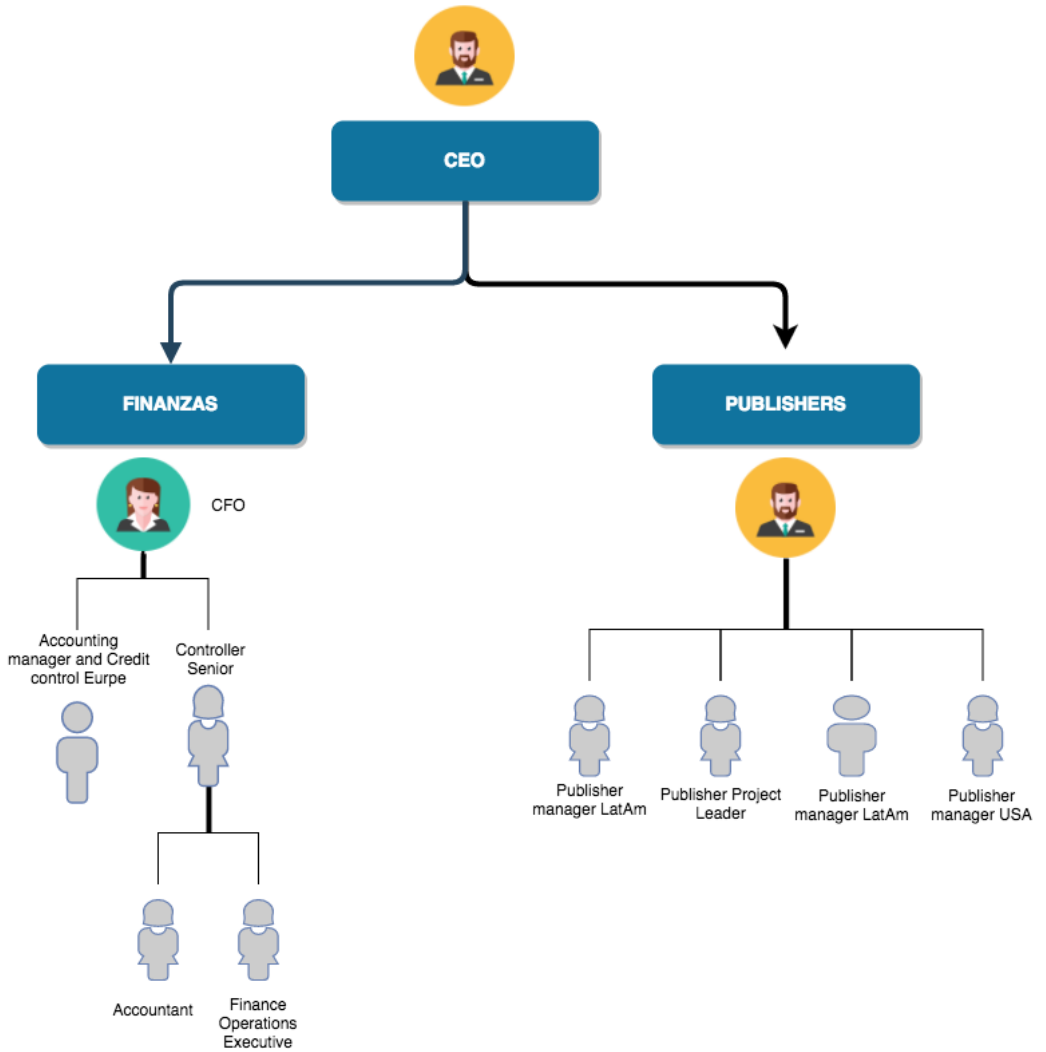 CEO
FINANZAS
PUBLISHERS
CFO
Accounting
manager and Credit
control Eurpe
Controller
Senior
Publisher
manager LatAm
Publisher Project
Leader
Publisher
manager LatAm
Publisher
manager USA
Accountant
Finance
Operations
Executive